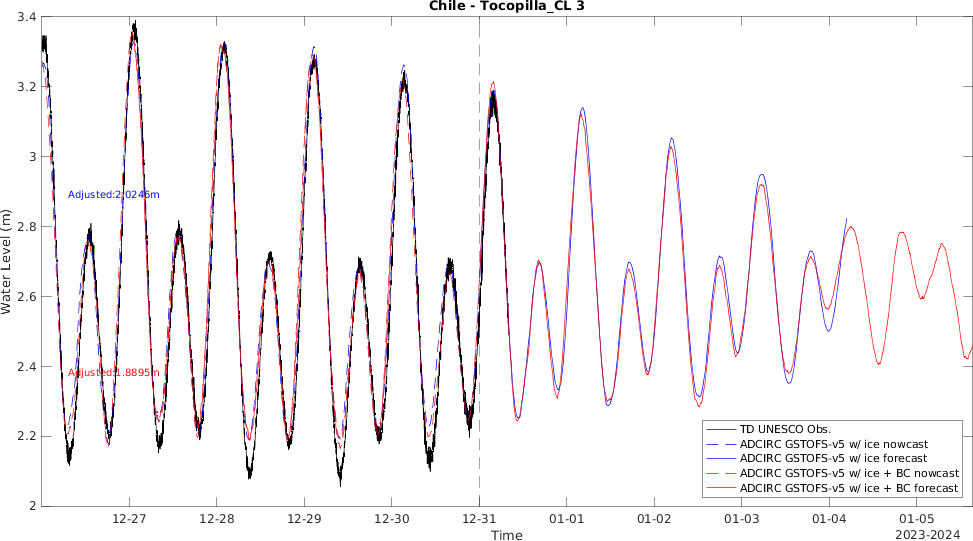 Chile - Tocopilla_CL 3
3.4
3.2
3
2.8
2.6
2.4
2.2
2
Water Level (m)
Adjusted:2.0246m
Adjusted:1.8895m
TD UNESCO Obs.
ADCIRC GSTOFS-v5 w/ ice nowcast
ADCIRC GSTOFS-v5 w/ ice forecast
ADCIRC GSTOFS-v5 w/ ice + BC nowcast
ADCIRC GSTOFS-v5 w/ ice + BC forecast
12-27 12-28 12-29 12-30 12-31 01-01 01-02 01-03 01-04 01-05
Time
2023-2024